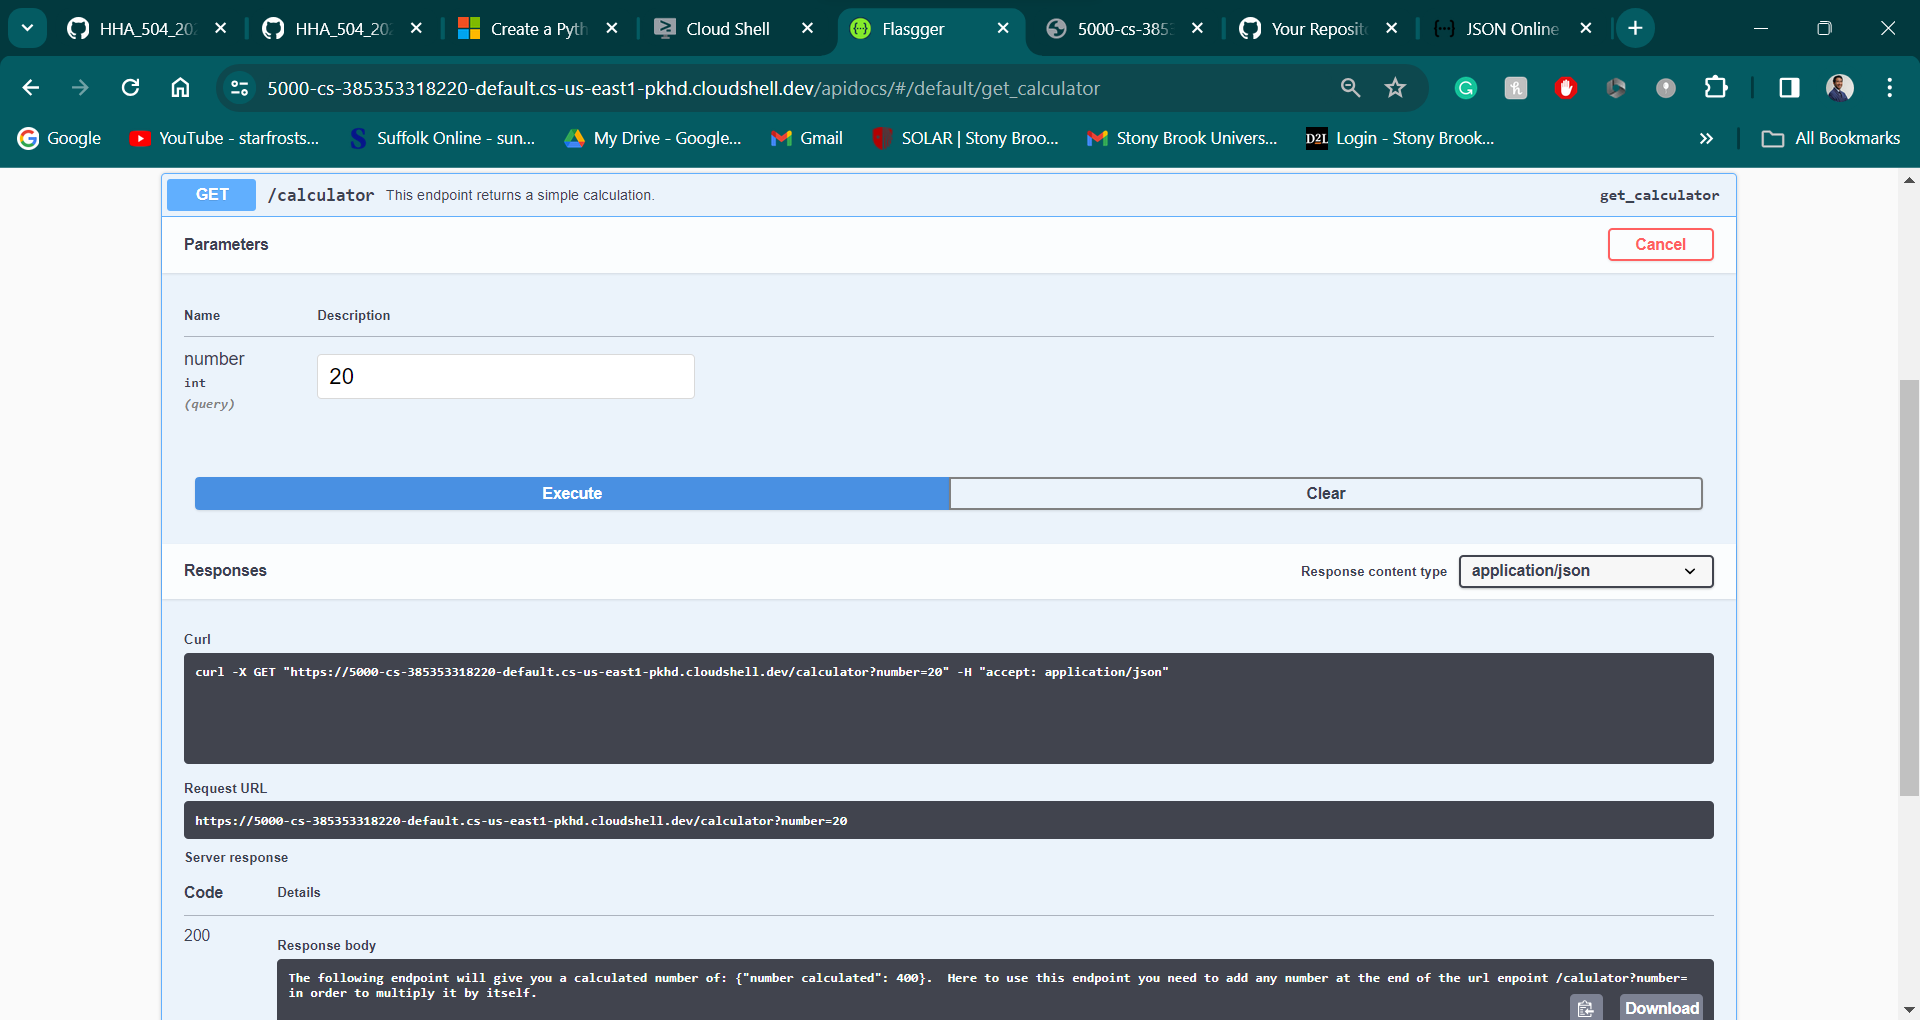 HHA_504_202
HHA_504_202
Create a Pyth
Cloud Shell
Flasgger
5000-cs-3853
Your Reposito
JSON Online
5000-cs-385353318220-default.cs-us-east1-pkhd.cloudshell.dev/apidocs/#/default/get_calculator
Google
YouTube - starfrosts...
Suffolk Online - sun...
My Drive - Google...
Gmail
SOLAR | Stony Broo...
Stony Brook Univers...
D2L Login - Stony Brook...
All Bookmarks
GET /calculator This endpoint returns a simple calculation. get_calculator
Parameters Cancel
Name Description
number
int
(query)
20
Execute Clear
Responses Response content type application/json
Curl
curl -X GET "https://5000-cs-385353318220-default.cs-us-east1-pkhd.cloudshell.dev/calculator?number=20" -H "accept: application/json"
Request URL
https://5000-cs-385353318220-default.cs-us-east1-pkhd.cloudshell.dev/calculator?number=20
Server response
Code Details
200
Response body
The following endpoint will give you a calculated number of: {"number calculated": 400}.  Here to use this endpoint you need to add any number at the end of the url enpoint /calulator?number=
in order to multiply it by itself.
Download